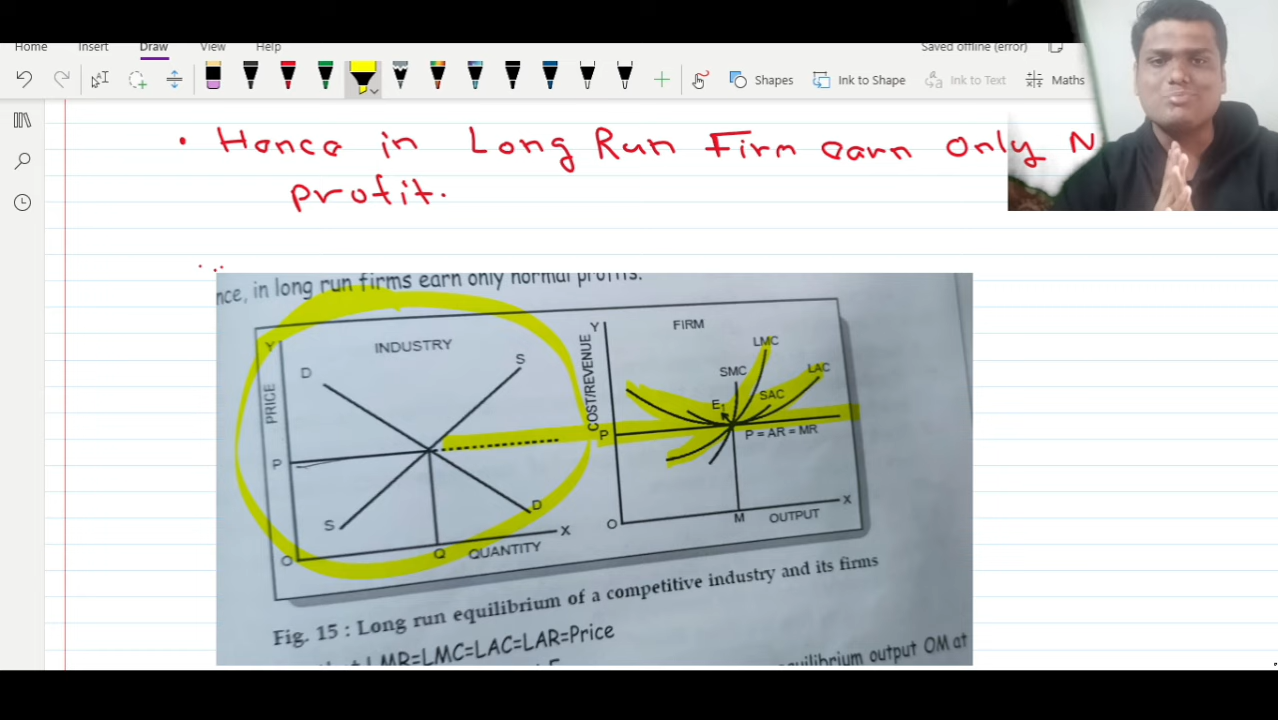 Home Insert Draw View Help Saved offline (error)
Shapes Ink to Shape Ink to Text Maths
• Hence in Long Run Firm earn Only N
profit.
nce, in long run firms earn only normal profits.
INDUSTRY
Y
PRICE
D
S
P
S
D
O
Q
QUANTITY
X
FIRM
Y
COST/REVENUE
LMC
SMC
LAC
SAC
E1
P
P = AR = MR
O
M
OUTPUT
X
Fig. 15 : Long run equilibrium of a competitive industry and its firms
LMR=LMC=LAC=LAR=Price
equilibrium output OM at